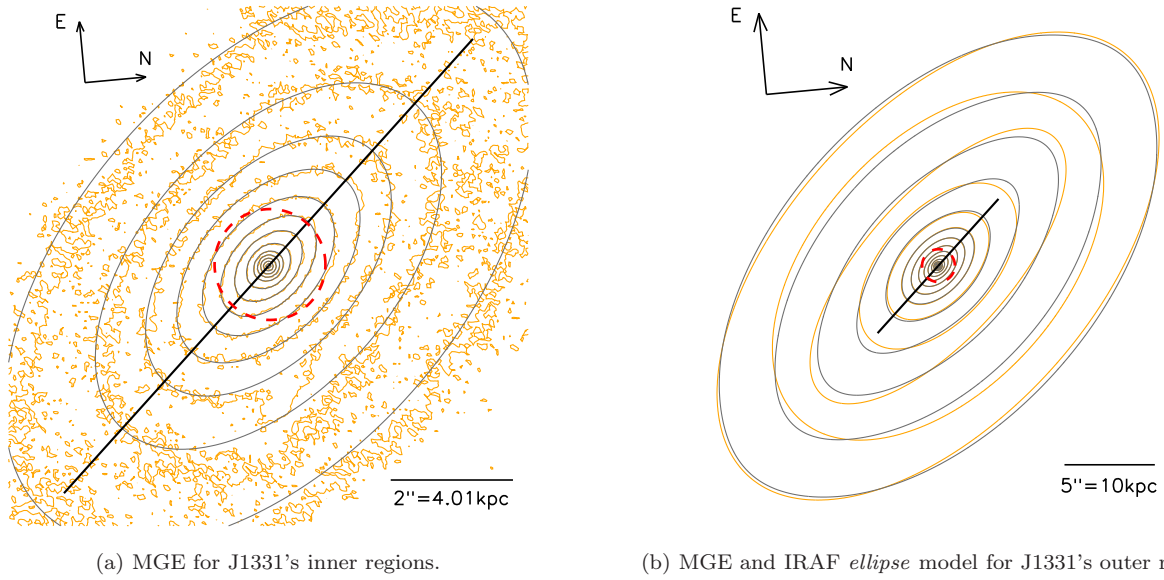 E
N
2''=4.01kpc
E
N
5''=10kpc
(a) MGE for J1331's inner regions.
(b) MGE and IRAF ellipse model for J1331's outer r